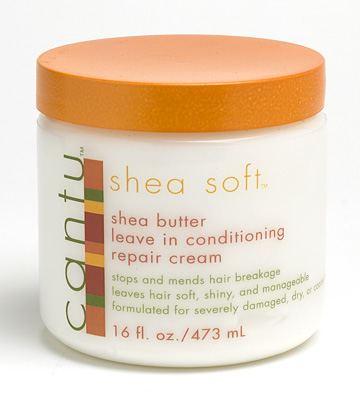 cantu™
shea soft™
shea butter
leave in conditioning
repair cream
stops and mends hair breakage
leaves hair soft, shiny, and manageable
formulated for severely damaged, dry, or
16 fl. oz./473 mL